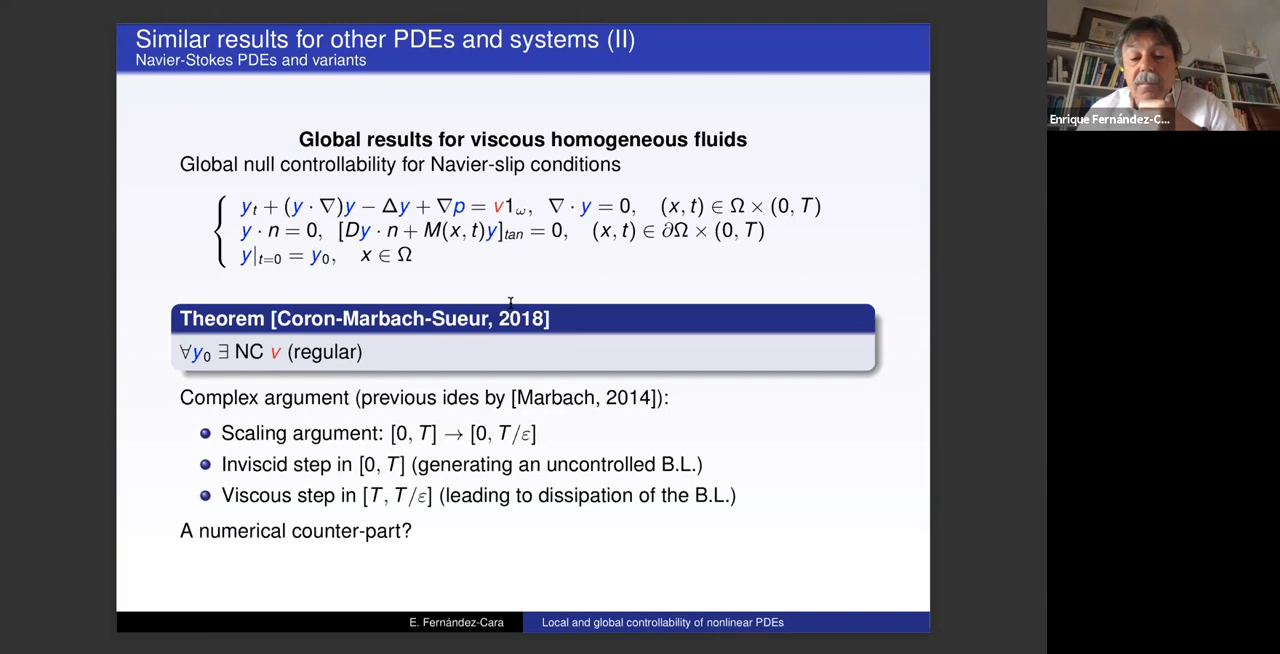 Similar results for other PDEs and systems (II)
Navier-Stokes PDEs and variants
Enrique Fernández-C...
Global results for viscous homogeneous fluids
Global null controllability for Navier-slip conditions
y_t + (y · ∇)y − Δy + ∇p = v1_ω, ∇ · y = 0, (x, t) ∈ Ω × (0, T)
y · n = 0, [Dy · n + M(x, t)y]_tan = 0, (x, t) ∈ ∂Ω × (0, T)
y|_{t=0} = y_0, x ∈ Ω
Theorem [Coron-Marbach-Sueur, 2018]
∀y_0 ∃ NC v (regular)
Complex argument (previous ides by [Marbach, 2014]):
Scaling argument: [0, T] → [0, T/ε]
Inviscid step in [0, T] (generating an uncontrolled B.L.)
Viscous step in [T, T/ε] (leading to dissipation of the B.L.)
A numerical counter-part?
E. Fernández-Cara
Local and global controllability of nonlinear PDEs